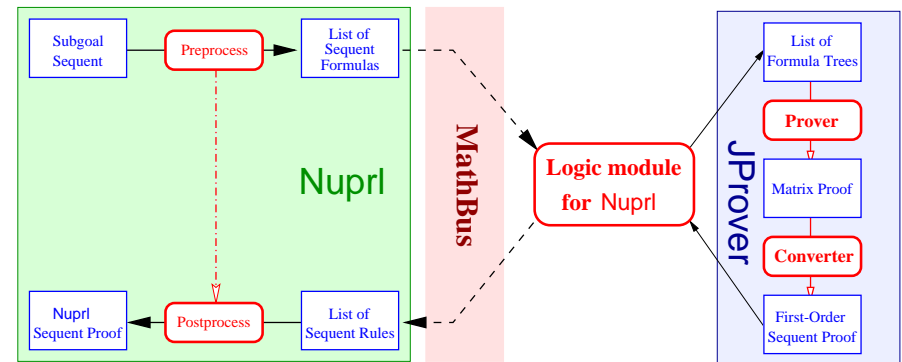 Subgoal
Sequent
Preprocess
List of
Sequent
Formulas
Nuprl
Nuprl
Sequent Proof
Postprocess
List of
Sequent Rules
MathBus
Logic module
for Nuprl
JProver
List of
Formula Trees
Prover
Matrix Proof
Converter
First-Order
Sequent Proof